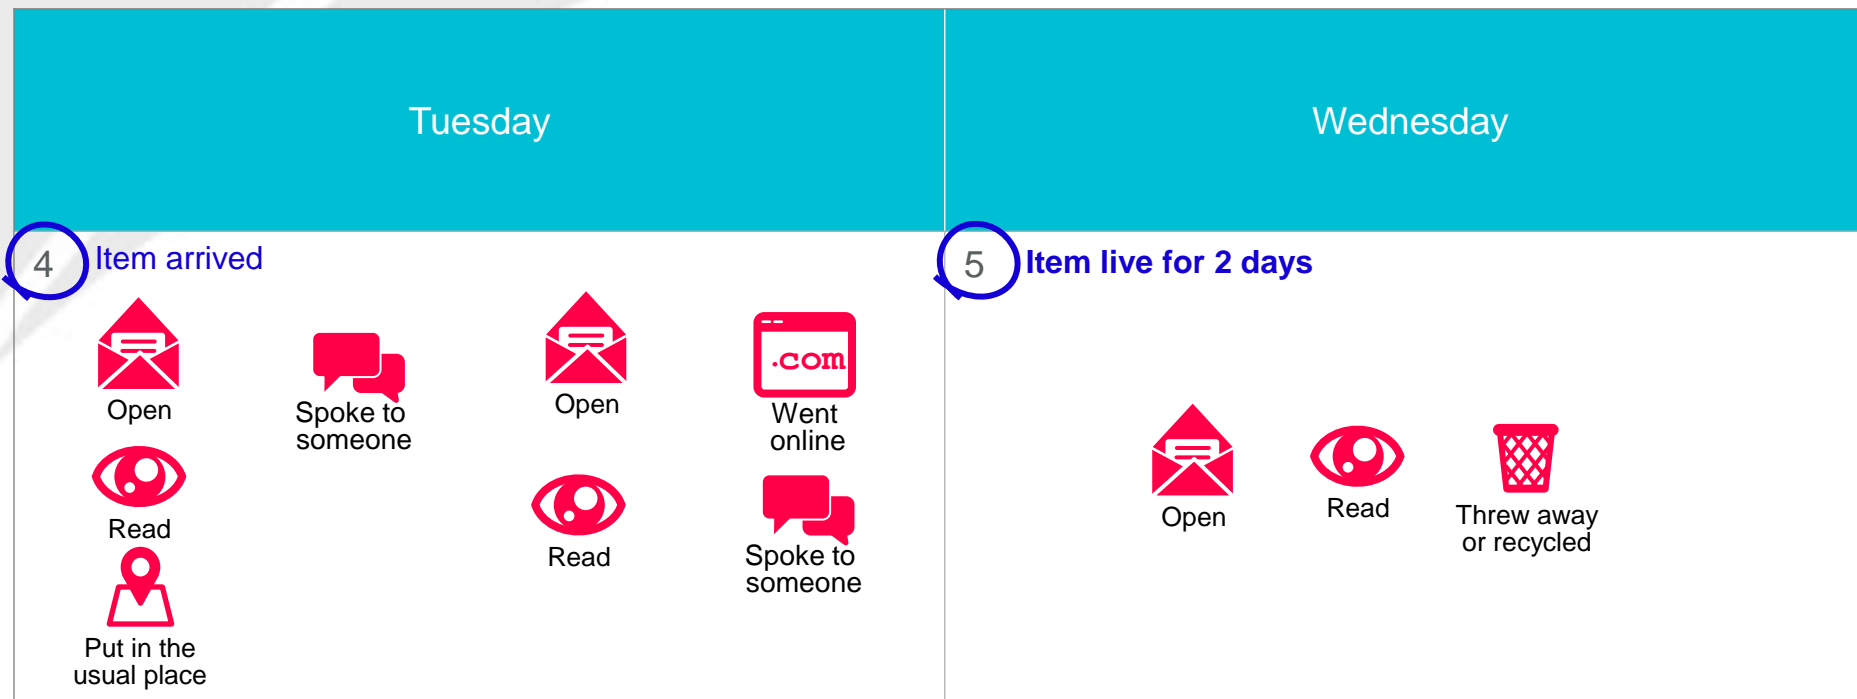 Tuesday
Wednesday
4
Item arrived
Open
Read
Put in the
usual place
Spoke to
someone
Open
Read
.com
Went
online
Spoke to
someone
5
Item live for 2 days
Open
Read
Threw away
or recycled